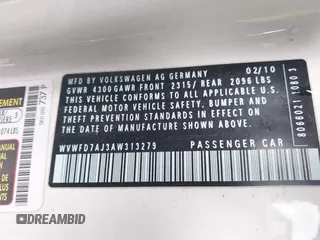 MFD BY VOLKSWAGEN AG GERMANY 02/10
GVWR 4300 GAWR FRONT 2315/ REAR 2096 LBS
THIS VEHICLE CONFORMS TO ALL APPLICABLE
FEDERAL MOTOR VEHICLE SAFETY, BUMPER AND
THEFT PREVENTION STANDARDS IN EFFECT ON THE
DATE OF MANUFACTURE SHOWN ABOVE
WVWFD7AJ3AW313279 PASSENGER CAR
737 P
© DREAMBID